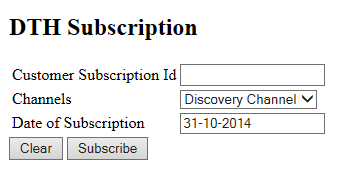 DTH Subscription
Customer Subscription Id
Channels Discovery Channel
Date of Subscription 31-10-2014
Clear Subscribe